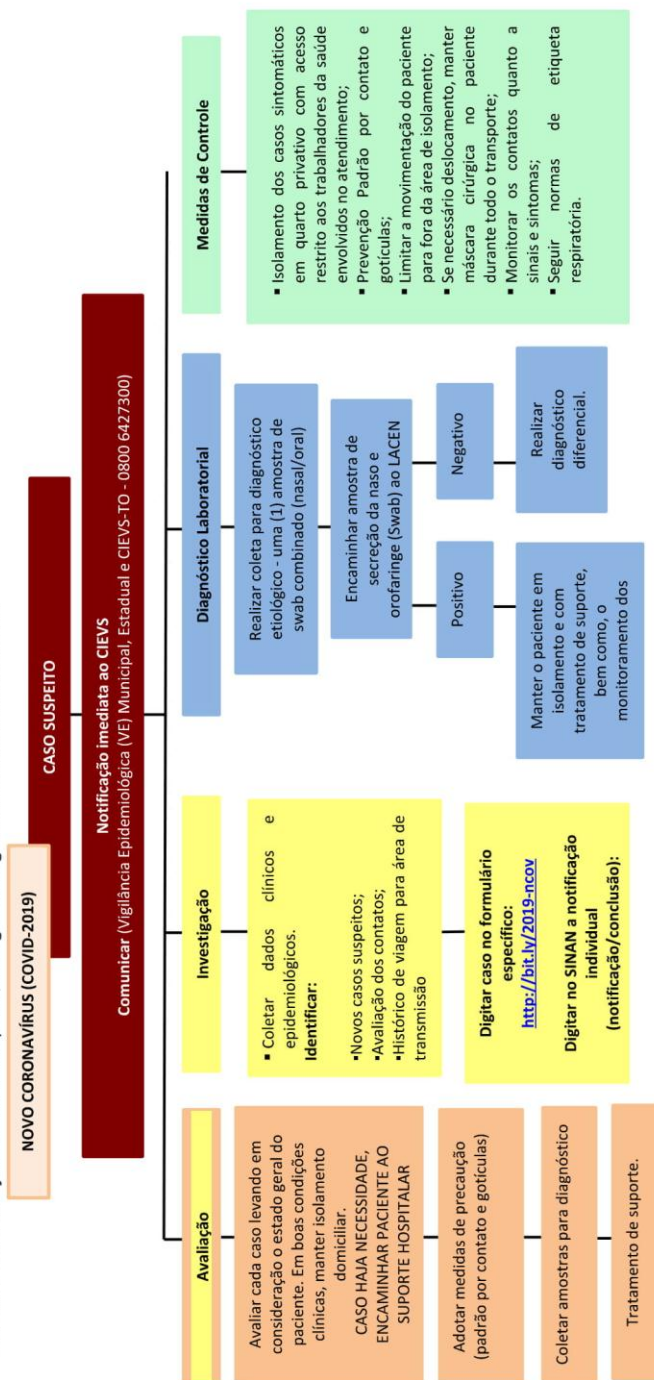 NOVO CORONAVÍRUS (COVID-2019)
CASO SUSPEITO
Notificação imediata ao CIEVS
Comunicar (Vigilância Epidemiológica (VE) Municipal, Estadual e CIEVS-TO - 0800 6427300)
Avaliação
Avaliar cada caso levando em
consideração o estado geral do
paciente. Em boas condições
clínicas, manter isolamento
domiciliar.
CASO HAJA NECESSIDADE,
ENCAMINHAR PACIENTE AO
SUPORTE HOSPITALAR
Adotar medidas de precaução
(padrão por contato e gotículas)
Coletar amostras para diagnóstico
Tratamento de suporte.
Investigação
▪ Coletar dados clínicos e
epidemiológicos.
Identificar:
▪Novos casos suspeitos;
▪Avaliação dos contatos;
▪Histórico de viagem para área de
transmissão
Digitar caso no formulário
específico:
http://bit.ly/2019-ncov
Digitar no SINAN a notificação
individual
(notificação/conclusão):
Diagnóstico Laboratorial
Realizar coleta para diagnóstico
etiológico - uma (1) amostra de
swab combinado (nasal/oral)
Encaminhar amostra de
secreção da naso e
orofaringe (Swab) ao LACEN
Positivo
Negativo
Manter o paciente em
isolamento e com
tratamento de suporte,
bem como, o
monitoramento dos
Realizar
diagnóstico
diferencial.
Medidas de Controle
▪ Isolamento dos casos sintomáticos
em quarto privativo com acesso
restrito aos trabalhadores da saúde
envolvidos no atendimento;
▪ Prevenção Padrão por contato e
gotículas;
▪ Limitar a movimentação do paciente
para fora da área de isolamento;
▪ Se necessário deslocamento, manter
máscara cirúrgica no paciente
durante todo o transporte;
▪ Monitorar os contatos quanto a
sinais e sintomas;
▪ Seguir normas de etiqueta
respiratória.